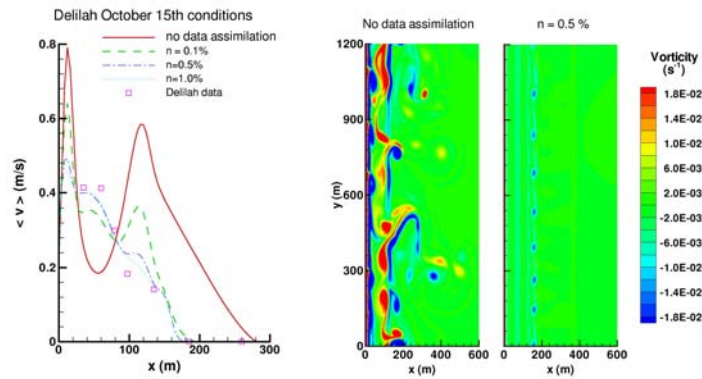 Delilah October 15th conditions
no data assimilation
n = 0.1%
n=0.5%
n=1.0%
Delilah data
< v > (m/s)
0.8
0.6
0.4
0.2
0
0 100 200 300
x (m)
No data assimilation
n = 0.5 %
y (m)
1200
900
600
300
0
0 200 400 600
x (m)
0 200 400 600
x (m)
Vorticity
(s⁻¹)
1.8E-02
1.4E-02
1.0E-02
6.0E-03
2.0E-03
-2.0E-03
-6.0E-03
-1.0E-02
-1.4E-02
-1.8E-02